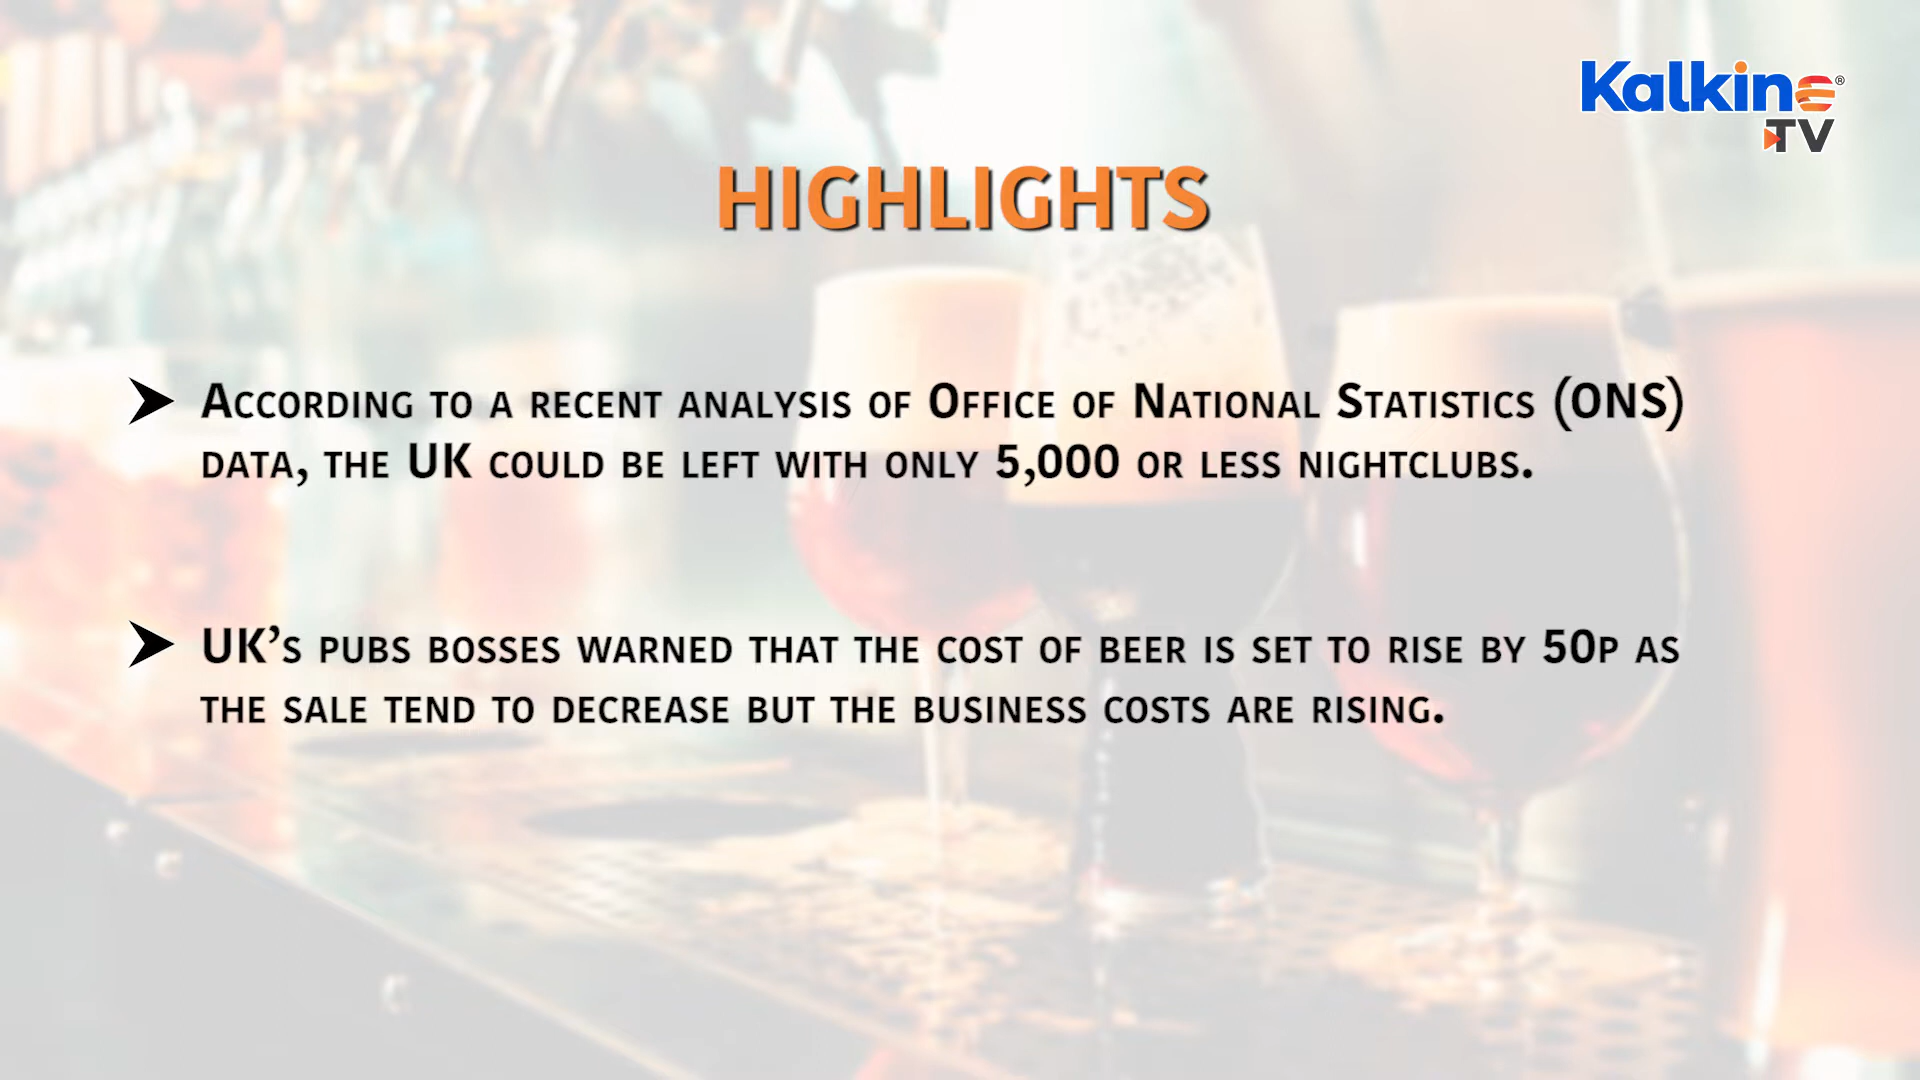 Kalkine®
TV
HIGHLIGHTS
➤ According to a recent analysis of Office of National Statistics (ONS)
data, the UK could be left with only 5,000 or less nightclubs.
➤ UK’s pubs bosses warned that the cost of beer is set to rise by 50p as
the sale tend to decrease but the business costs are rising.